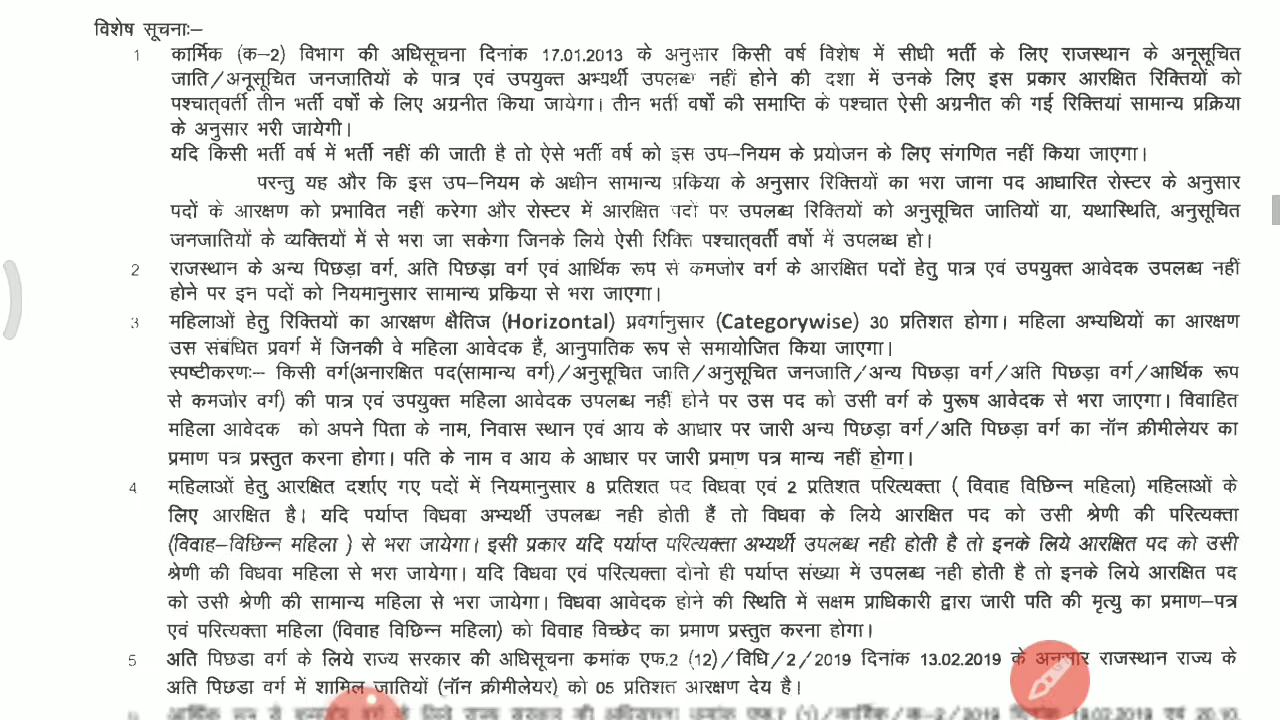 विशेष सूचनाः–
1 कार्मिक (क–2) विभाग की अधिसूचना दिनांक 17.01.2013 के अनुसार किसी वर्ष विशेष में सीधी भर्ती के लिए राजस्थान के अनूसूचित
जाति/अनुसूचित जनजातियों के पात्र एवं उपयुक्त अभ्यर्थी उपलब्ध नहीं होने की दशा में उनके लिए इस प्रकार आरक्षित रिक्तियों को
पश्चात्वर्ती तीन भर्ती वर्षो के लिए अग्रनीत किया जायेगा। तीन भर्ती वर्षो की समाप्ति के पश्चात ऐसी अग्रनीत की गई रिक्तियां सामान्य प्रकिया
के अनुसार भरी जायेगी।
यदि किसी भर्ती वर्ष में भर्ती नहीं की जाती है तो ऐसे भर्ती वर्ष को इस उप–नियम के प्रयोजन के लिए संगणित नहीं किया जाएगा।
परन्तु यह और कि इस उप–नियम के अधीन सामान्य प्रकिया के अनुसार रिक्तियों का भरा जाना पद आधारित रोस्टर के अनुसार
पदों के आरक्षण को प्रभावित नहीं करेगा और रोस्टर में आरक्षित पदों पर उपलब्ध रिक्तियों को अनुसूचित जातियों या, यथास्थिति, अनुसूचित
जनजातियों के व्यक्तियों में से भरा जा सकेगा जिनके लिये ऐसी रिक्ति पश्चात्वर्ती वर्षो में उपलब्ध हो।
2 राजस्थान के अन्य पिछड़ा वर्ग, अति पिछड़ा वर्ग एवं आर्थिक रूप से कमजोर वर्ग के आरक्षित पदों हेतु पात्र एवं उपयुक्त आवेदक उपलब्ध नहीं
होने पर इन पदों को नियमानुसार सामान्य प्रकिया से भरा जाएगा।
3 महिलाओं हेतु रिक्तियों का आरक्षण क्षैतिज (Horizontal) प्रवर्गानुसार (Categorywise) 30 प्रतिशत होगा। महिला अभ्यथियों का आरक्षण
उस संबंधित प्रवर्ग में जिनकी वे महिला आवेदक हैं, आनुपातिक रूप से समायोजित किया जाएगा।
स्पष्टीकरणः– किसी वर्ग(अनारक्षित पद(सामान्य वर्ग)/अनुसूचित जाति/अनुसूचित जनजाति/अन्य पिछड़ा वर्ग/अति पिछड़ा वर्ग/आर्थिक रूप
से कमजोर वर्ग) की पात्र एवं उपयुक्त महिला आवेदक उपलब्ध नहीं होने पर उस पद को उसी वर्ग के पुरूष आवेदक से भरा जाएगा। विवाहित
महिला आवेदक को अपने पिता के नाम, निवास स्थान एवं आय के आधार पर जारी अन्य पिछड़ा वर्ग/अति पिछड़ा वर्ग का नॉन क्रीमीलेयर का
प्रमाण पत्र प्रस्तुत करना होगा। पति के नाम व आय के आधार पर जारी प्रमाण पत्र मान्य नहीं होगा।
4 महिलाओं हेतु आरक्षित दर्शाए गए पदों में नियमानुसार 8 प्रतिशत पद विधवा एवं 2 प्रतिशत परित्यक्ता ( विवाह विछिन्न महिला) महिलाओं के
लिए आरक्षित है। यदि पर्याप्त विधवा अभ्यर्थी उपलब्ध नही होती हैं तो विधवा के लिये आरक्षित पद को उसी श्रेणी की परित्यक्ता
(विवाह–विछिन्न महिला ) से भरा जायेगा। इसी प्रकार यदि पर्याप्त परित्यक्ता अभ्यर्थी उपलब्ध नही होती है तो इनके लिये आरक्षित पद को उसी
श्रेणी की विधवा महिला से भरा जायेगा। यदि विधवा एवं परित्यक्ता दोनो ही पर्याप्त संख्या में उपलब्ध नही होती है तो इनके लिये आरक्षित पद
को उसी श्रेणी की सामान्य महिला से भरा जायेगा। विधवा आवेदक होने की स्थिति में सक्षम प्राधिकारी द्वारा जारी पति की मृत्यु का प्रमाण–पत्र
एवं परित्यक्ता महिला (विवाह विछिन्न महिला) को विवाह विच्छेद का प्रमाण प्रस्तुत करना होगा।
5 अति पिछडा वर्ग के लिये राज्य सरकार की अधिसूचना कमांक एफ.2 (12)/विधि/2/2019 दिनांक 13.02.2019 के अनुसार राजस्थान राज्य के
अति पिछडा वर्ग में शामिल जातियों (नॉन क्रीमीलेयर) को 05 प्रतिशत आरक्षण देय है।